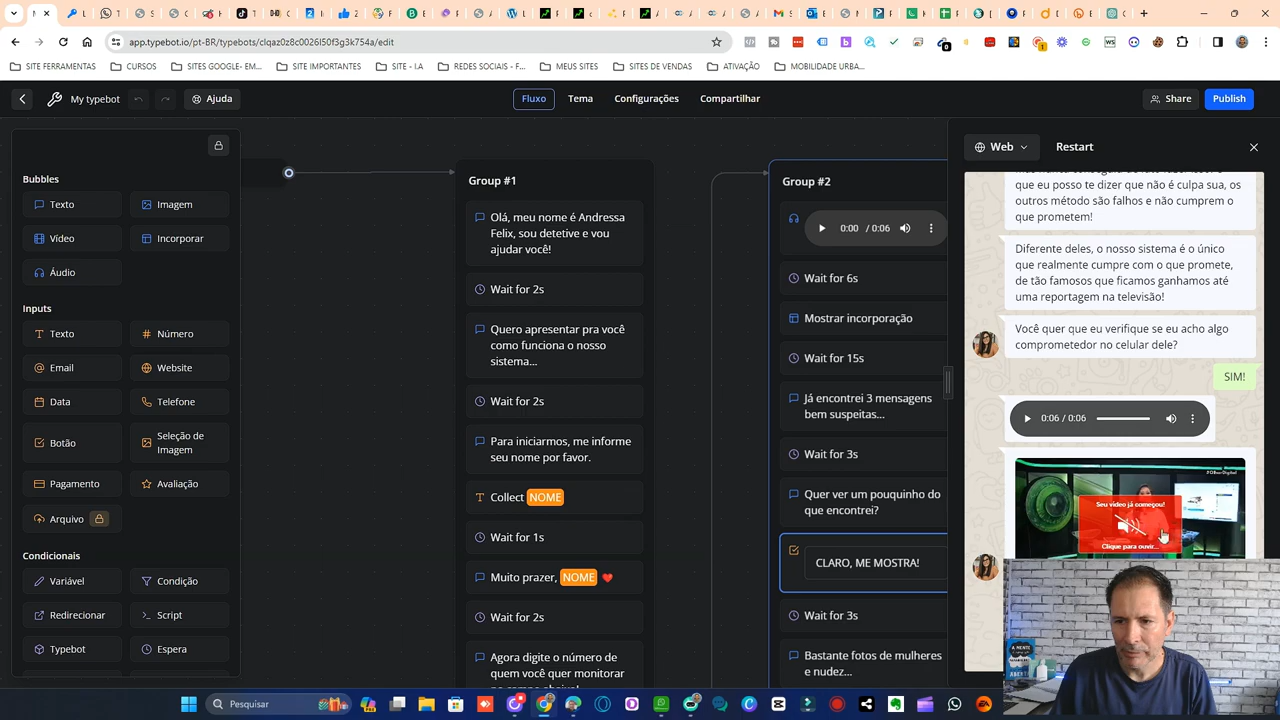 app.typebot.io/pt-BR/typebots/clqaz0z8c0026l50f3g3k754a/edit
SITE FERRAMENTAS
CURSOS
SITES GOOGLE-EM...
SITE IMPORTANTES
SITE - I.A
REDES SOCIAIS - F...
MEUS SITES
SITES DE VENDAS
ATIVAÇÃO
MOBILIDADE URBA...
My typebot
Ajuda
Fluxo
Tema
Configurações
Compartilhar
Share
Publish
Bubbles
Texto
Imagem
Vídeo
Incorporar
Áudio
Inputs
Texto
Número
Email
Website
Data
Telefone
Botão
Seleção de
Imagem
Pagamento
Avaliação
Arquivo
Condicionais
Variável
Condição
Redirecionar
Script
Typebot
Espera
Group #1
Olá, meu nome é Andressa
Felix, sou detetive e vou
ajudar você!
Wait for 2s
Quero apresentar pra você
como funciona o nosso
sistema...
Wait for 2s
Para iniciarmos, me informe
seu nome por favor.
Collect NOME
Wait for 1s
Muito prazer, NOME ❤️
Wait for 2s
Agora digite o número de
quem você quer monitorar
Group #2
0:00 / 0:06
Wait for 6s
Mostrar incorporação
Wait for 15s
Já encontrei 3 mensagens
bem suspeitas...
Wait for 3s
Quer ver um pouquinho do
que encontrei?
CLARO, ME MOSTRA!
Wait for 3s
Bastante fotos de mulheres
e nudez...
Web
Restart
que eu posso te dizer que não é culpa sua, os
outros método são falhos e não cumprem o
que prometem!
Diferente deles, o nosso sistema é o único
que realmente cumpre com o que promete,
de tão famosos que ficamos ganhamos até
uma reportagem na televisão!
Você quer que eu verifique se eu acho algo
comprometedor no celular dele?
SIM!
0:06 / 0:06
Seu vídeo já começou!
Clique para ouvir...
A MENTE
Pesquisar